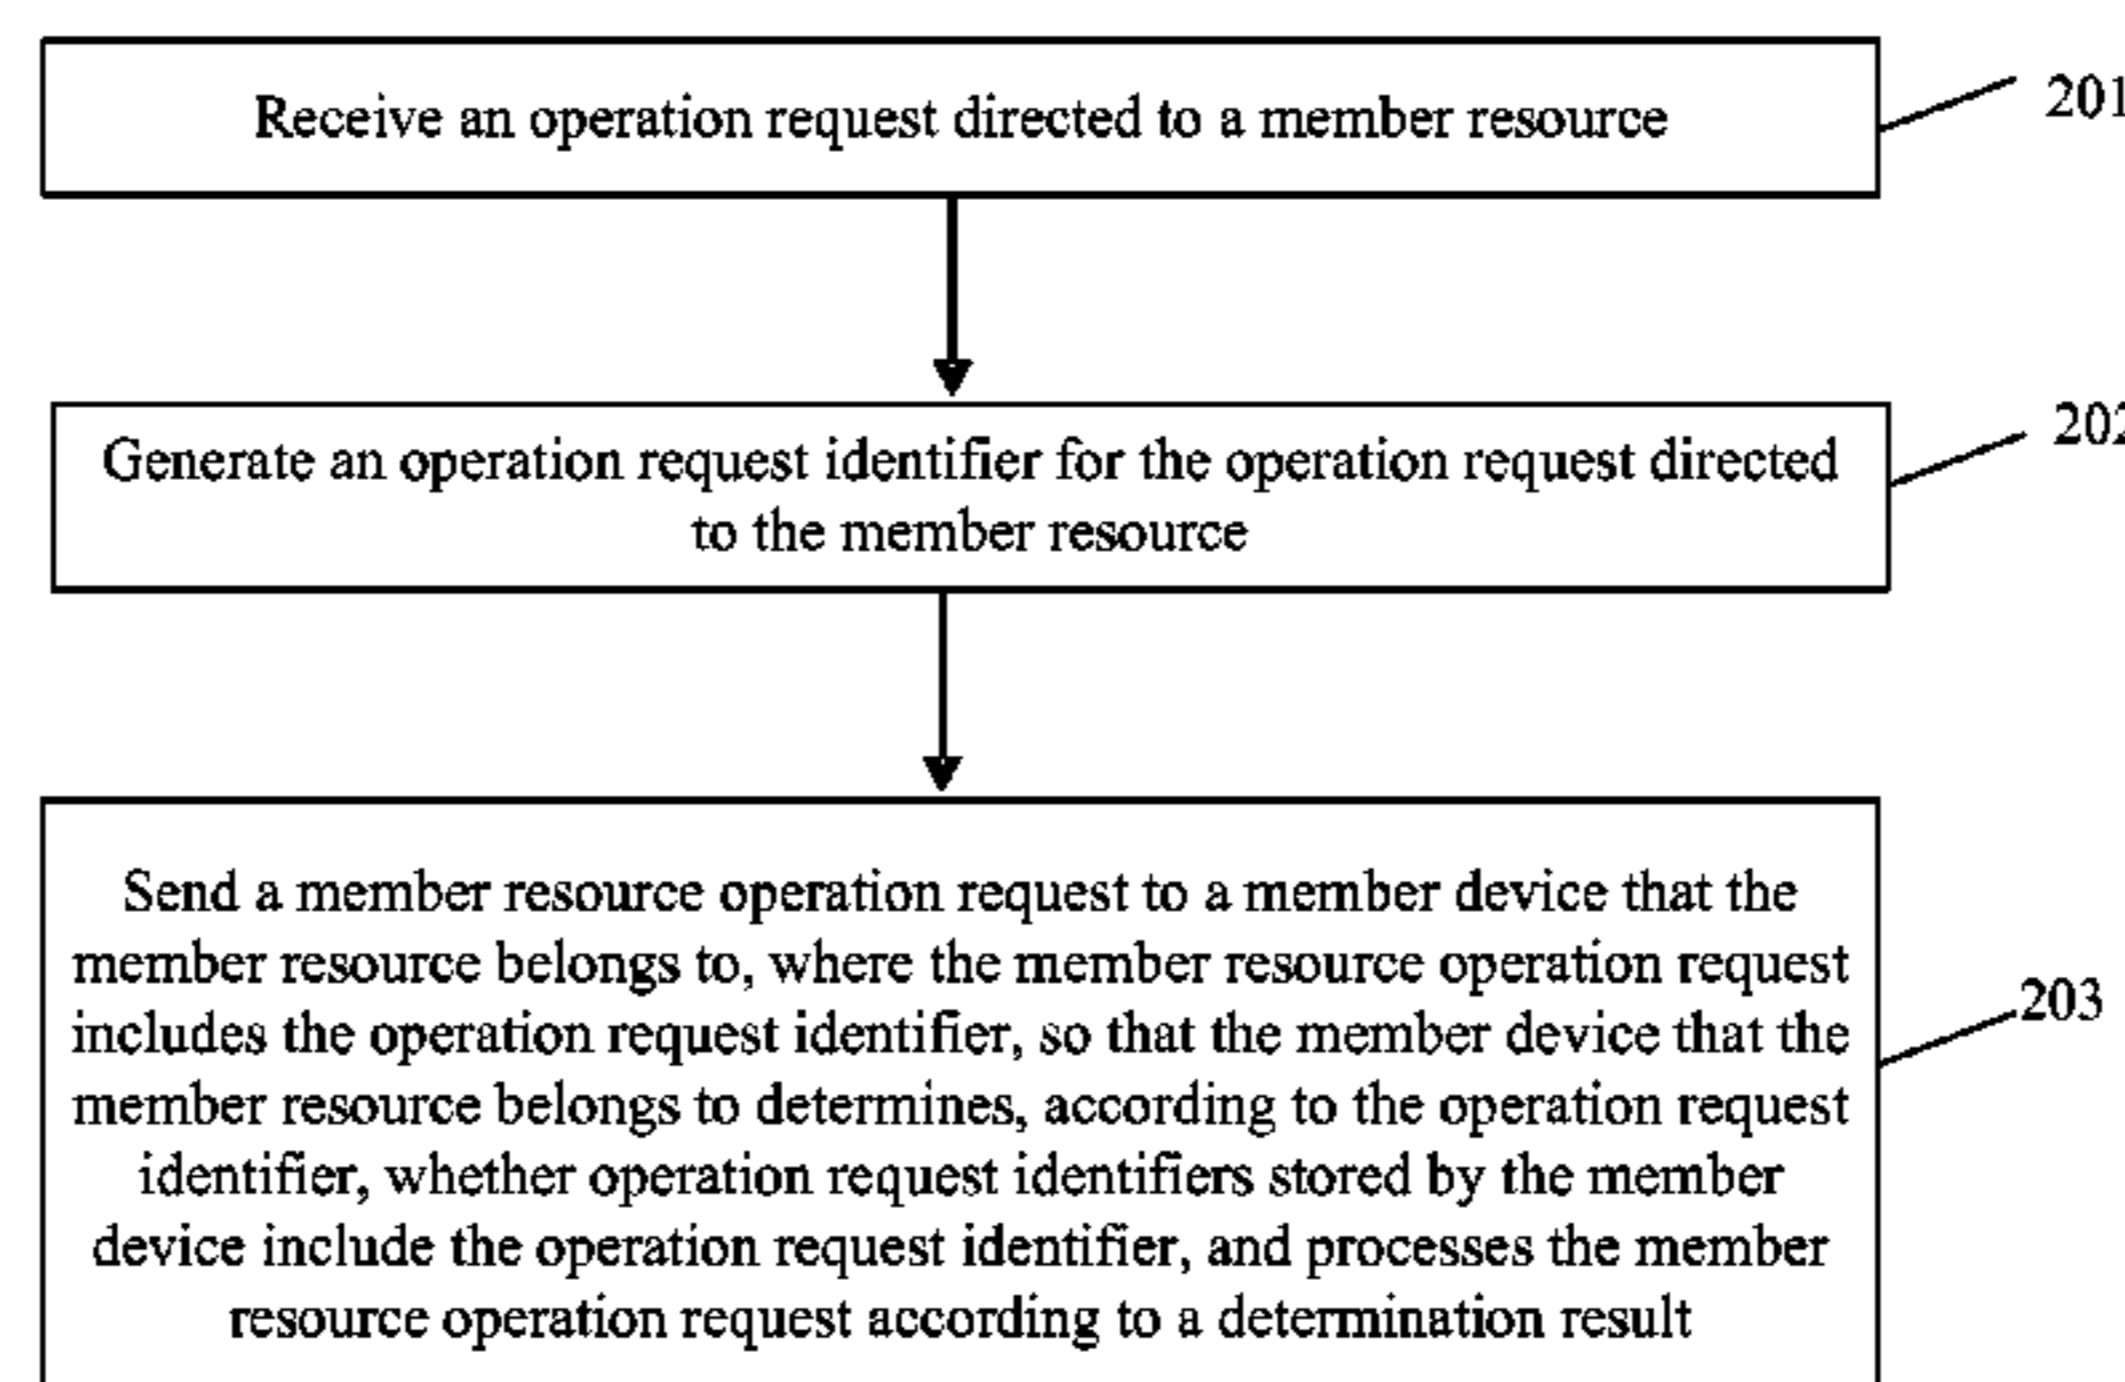 Receive an operation request directed to a member resource
201
Generate an operation request identifier for the operation request directed
to the member resource
202
Send a member resource operation request to a member device that the
member resource belongs to, where the member resource operation request
includes the operation request identifier, so that the member device that the
member resource belongs to determines, according to the operation request
identifier, whether operation request identifiers stored by the member
device include the operation request identifier, and processes the member
resource operation request according to a determination result
203